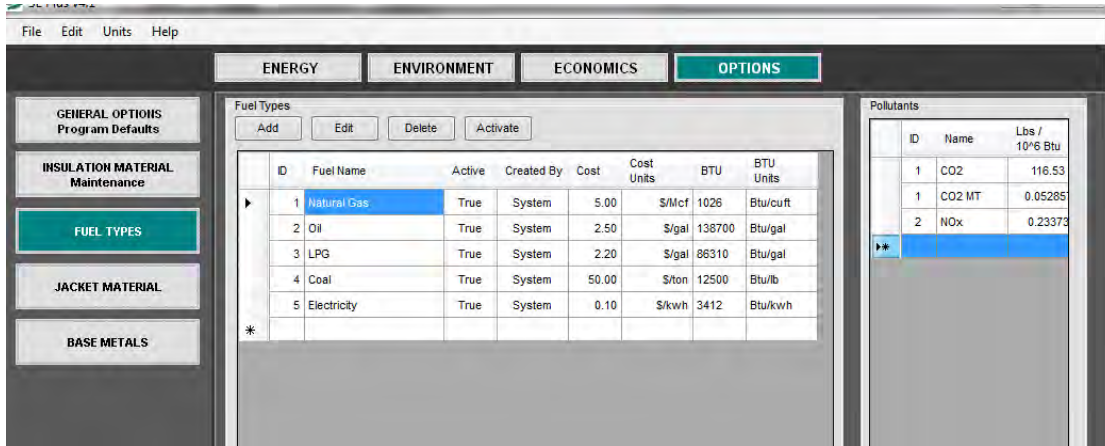 File Edit Units Help
ENERGY ENVIRONMENT ECONOMICS OPTIONS
GENERAL OPTIONS
Program Defaults
INSULATION MATERIAL
Maintenance
FUEL TYPES
JACKET MATERIAL
BASE METALS
Fuel Types
Add Edit Delete Activate
ID Fuel Name Active Created By Cost Cost Units BTU BTU Units
1 Natural Gas True System 5.00 $/Mcf 1026 Btu/cuft
2 Oil True System 2.50 $/gal 138700 Btu/gal
3 LPG True System 2.20 $/gal 86310 Btu/gal
4 Coal True System 50.00 $/ton 12500 Btu/lb
5 Electricity True System 0.10 $/kwh 3412 Btu/kwh
Pollutants
ID Name Lbs / 10^6 Btu
1 CO2 116.53
1 CO2 MT 0.05285
2 NOx 0.23373